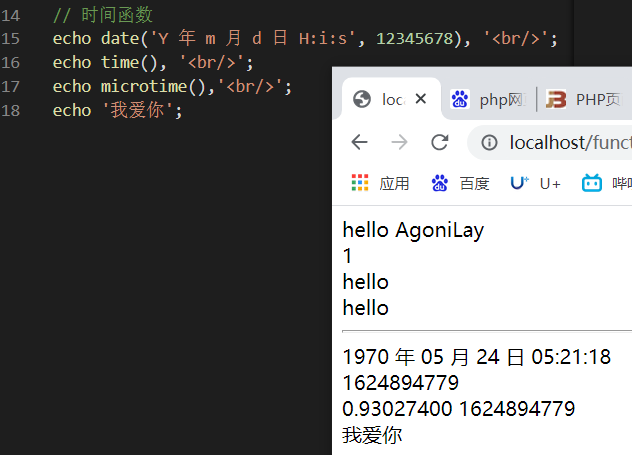 14 // 时间函数
15 echo date('Y 年 m 月 d 日 H:i:s', 12345678), '<br/>';
16 echo time(), '<br/>';
17 echo microtime(),'<br/>';
18 echo '我爱你';
loc
php网
PHP页
localhost/funct
应用 百度 U+ 哔哩
hello AgoniLay
1
hello
hello
1970 年 05 月 24 日 05:21:18
1624894779
0.93027400 1624894779
我爱你